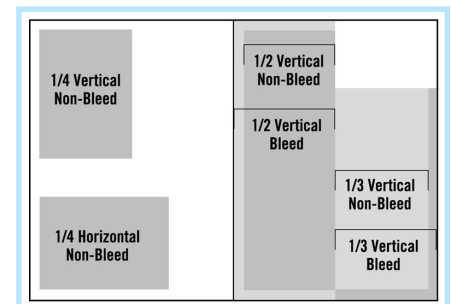 1/4 Vertical
Non-Bleed
1/4 Horizontal
Non-Bleed
1/2 Vertical
Non-Bleed
1/2 Vertical
Bleed
1/3 Vertical
Non-Bleed
1/3 Vertical
Bleed